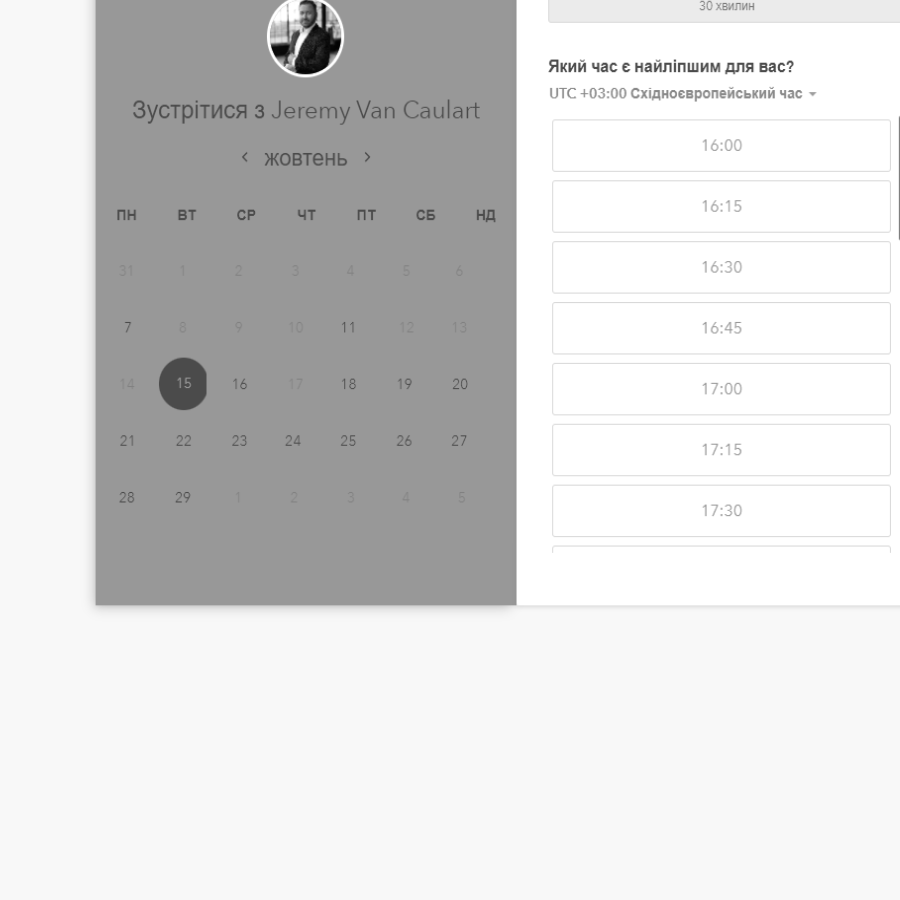 Зустрітися з Jeremy Van Caulart
жовтень
ПН ВТ СР ЧТ ПТ СБ НД
31 1 2 3 4 5 6
7 8 9 10 11 12 13
14 15 16 17 18 19 20
21 22 23 24 25 26 27
28 29 1 2 3 4 5
30 хвилин
Який час є найліпшим для вас?
UTC +03:00 Східноєвропейський час
16:00
16:15
16:30
16:45
17:00
17:15
17:30